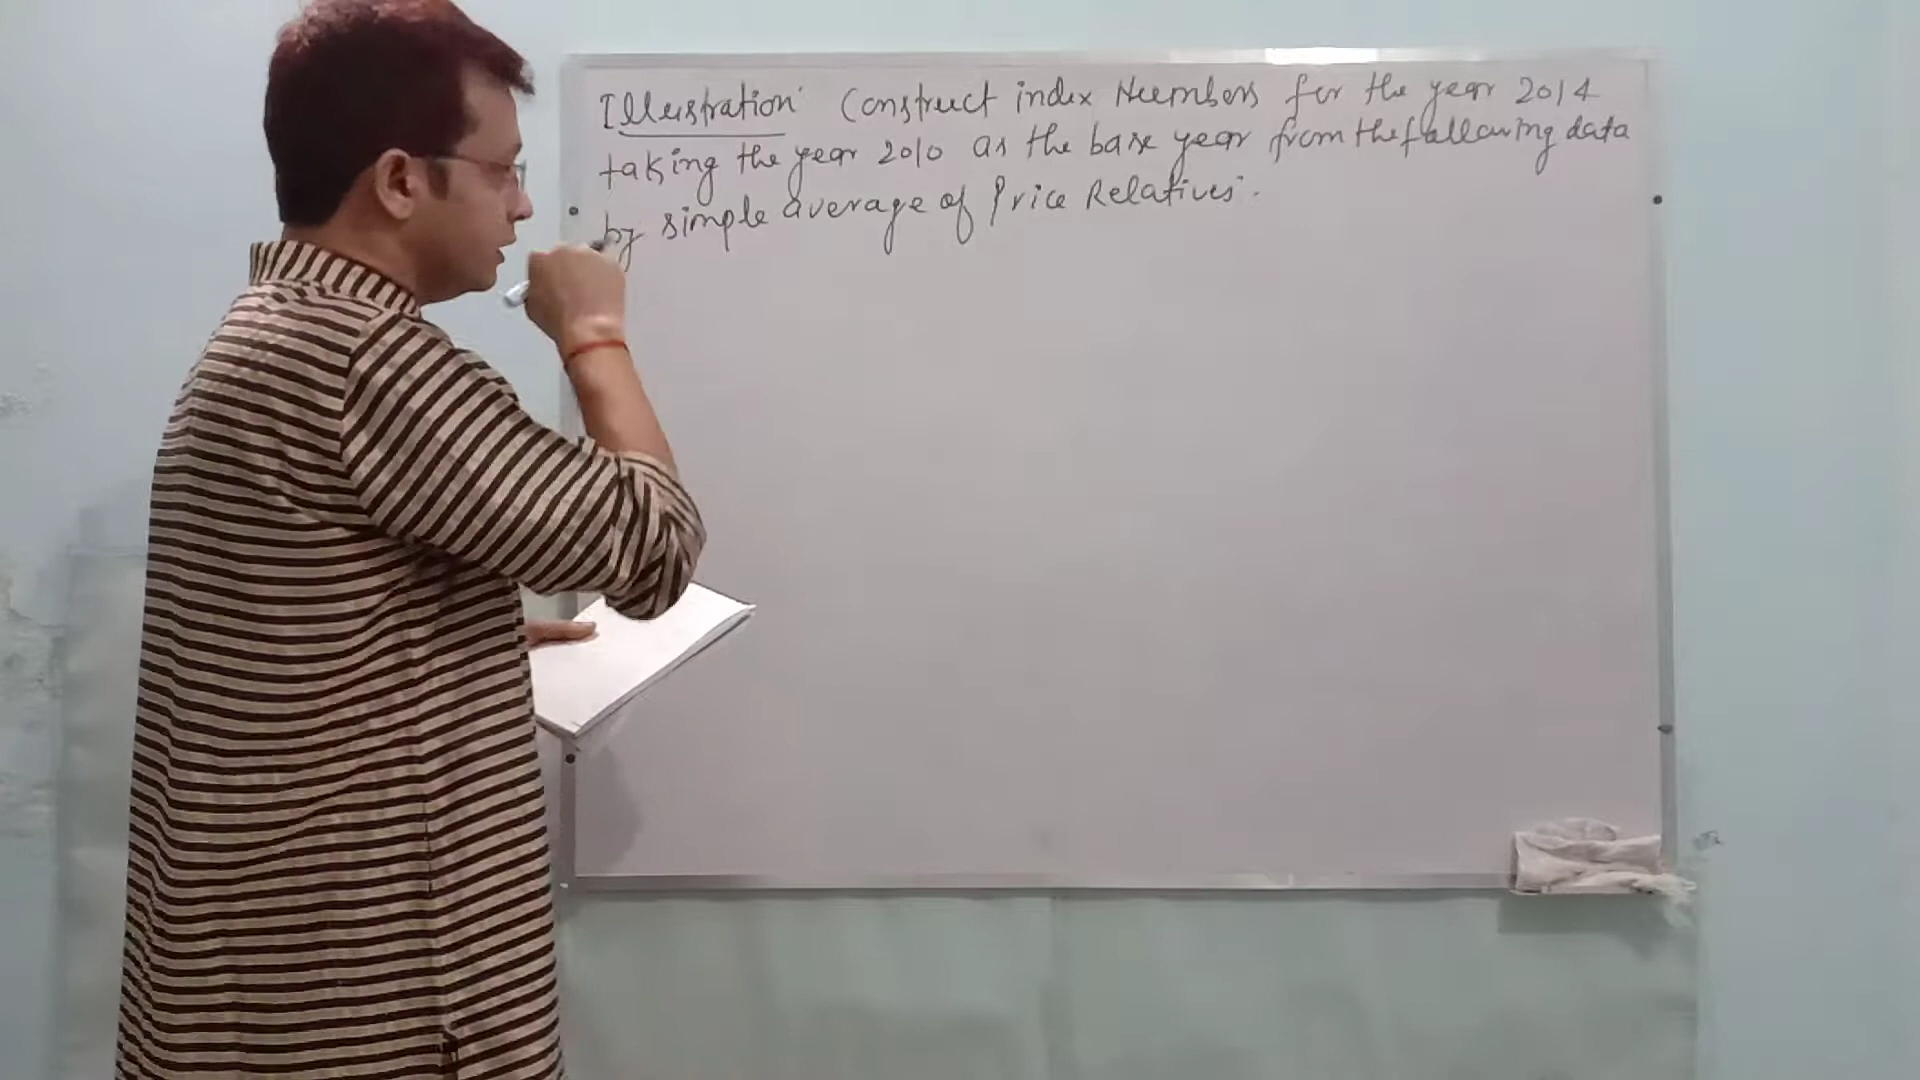 Illustration Construct index Numbers for the year 2014
taking the year 2010 as the base year from the following data
by simple average of Price Relatives.